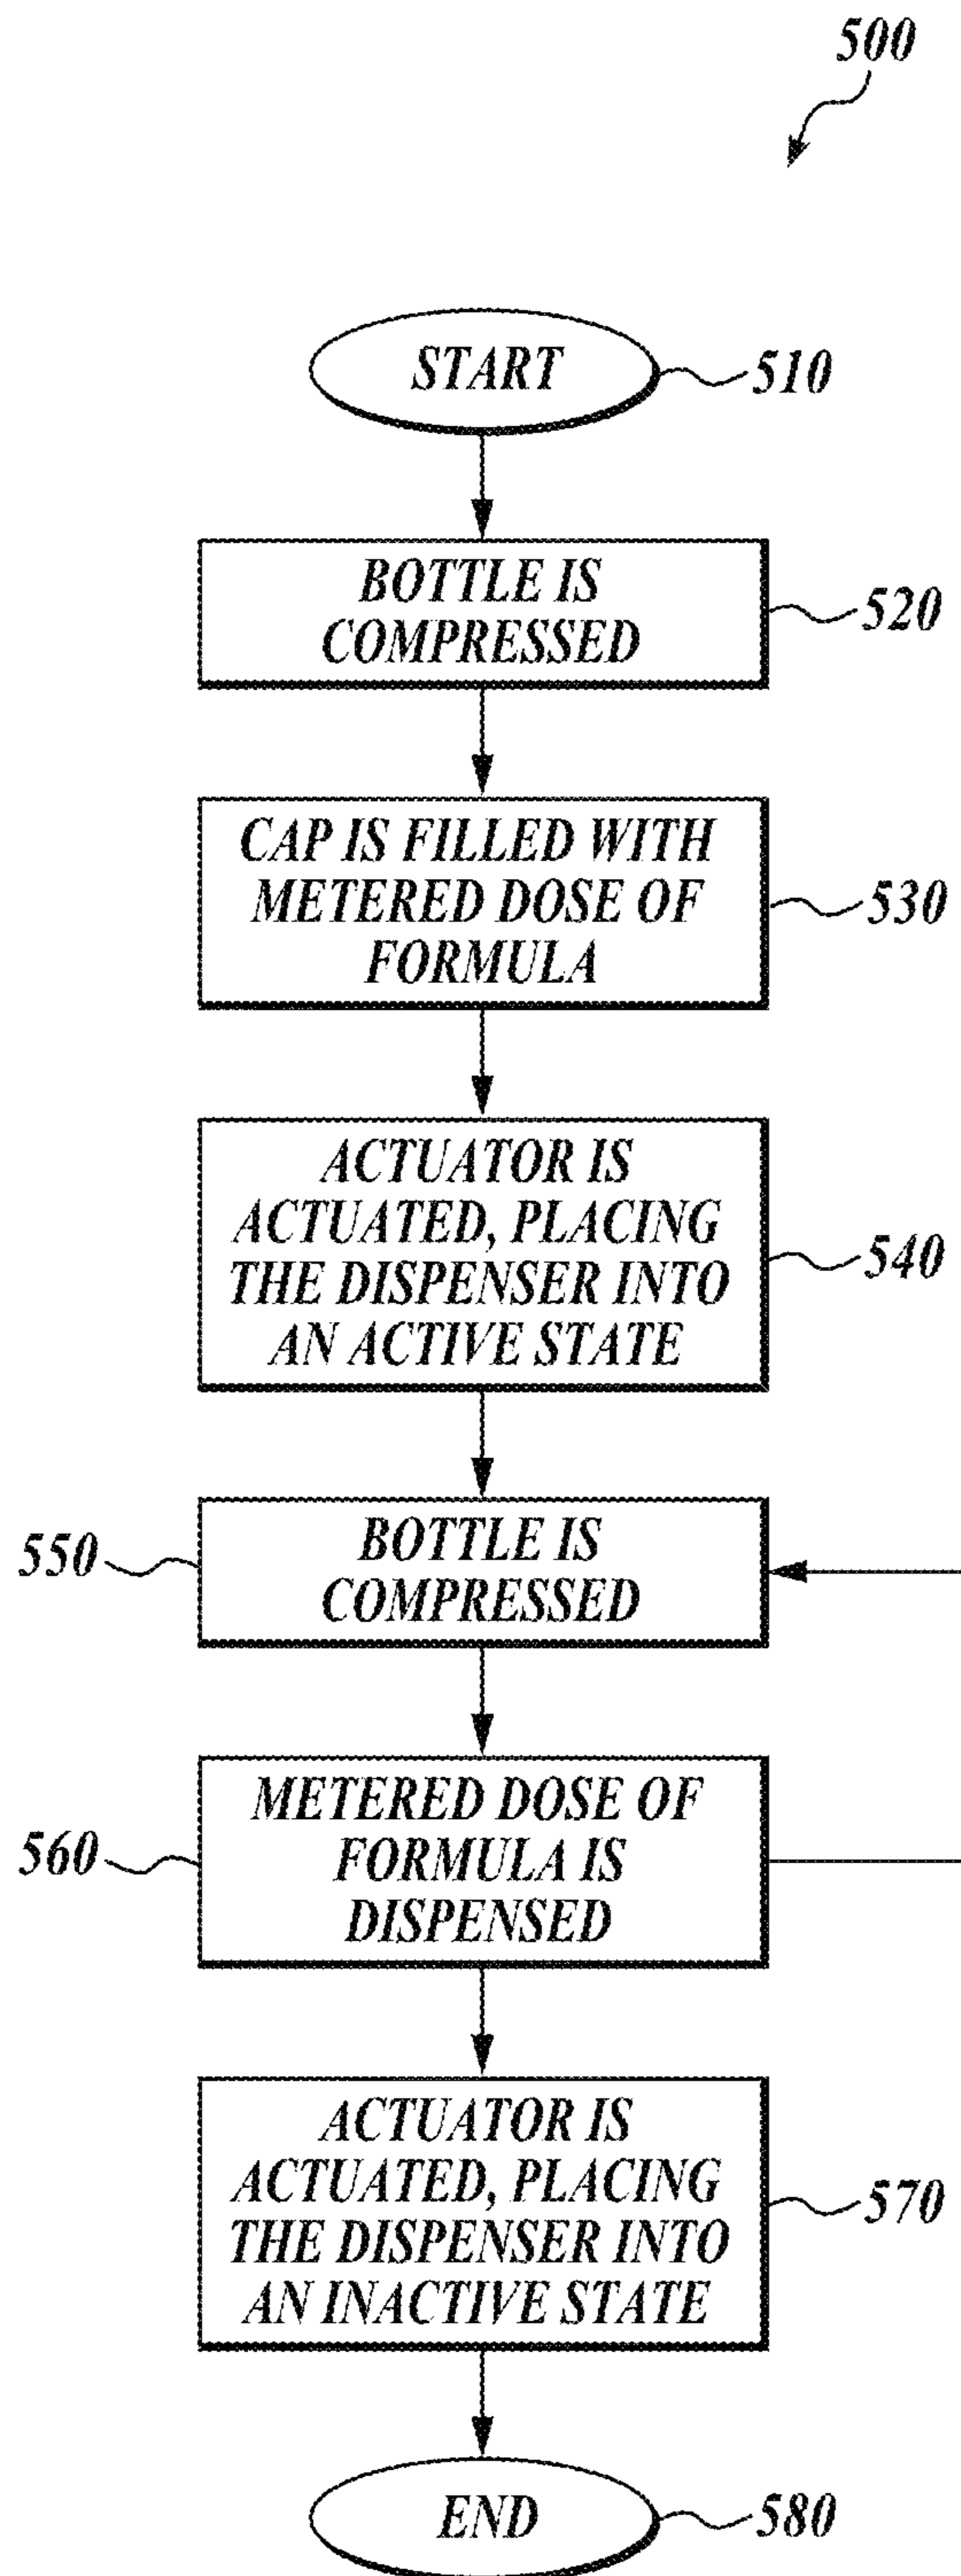 500
START
510
BOTTLE IS
COMPRESSED
520
CAP IS FILLED WITH
METERED DOSE OF
FORMULA
530
ACTUATOR IS
ACTUATED, PLACING
THE DISPENSER INTO
AN ACTIVE STATE
540
550
BOTTLE IS
COMPRESSED
560
METERED DOSE OF
FORMULA IS
DISPENSED
ACTUATOR IS
ACTUATED, PLACING
THE DISPENSER INTO
AN INACTIVE STATE
570
END
580